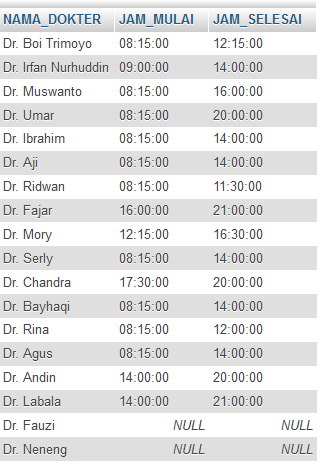 NAMA_DOKTER JAM_MULAI JAM_SELESAI
Dr. Boi Trimoyo 08:15:00 12:15:00
Dr. Irfan Nurhuddin 09:00:00 14:00:00
Dr. Muswanto 08:15:00 16:00:00
Dr. Umar 08:15:00 20:00:00
Dr. Ibrahim 08:15:00 14:00:00
Dr. Aji 08:15:00 14:00:00
Dr. Ridwan 08:15:00 11:30:00
Dr. Fajar 16:00:00 21:00:00
Dr. Mory 12:15:00 16:30:00
Dr. Serly 08:15:00 14:00:00
Dr. Chandra 17:30:00 20:00:00
Dr. Bayhaqi 08:15:00 14:00:00
Dr. Rina 08:15:00 12:00:00
Dr. Agus 08:15:00 14:00:00
Dr. Andin 14:00:00 20:00:00
Dr. Labala 14:00:00 21:00:00
Dr. Fauzi NULL NULL
Dr. Neneng NULL NULL